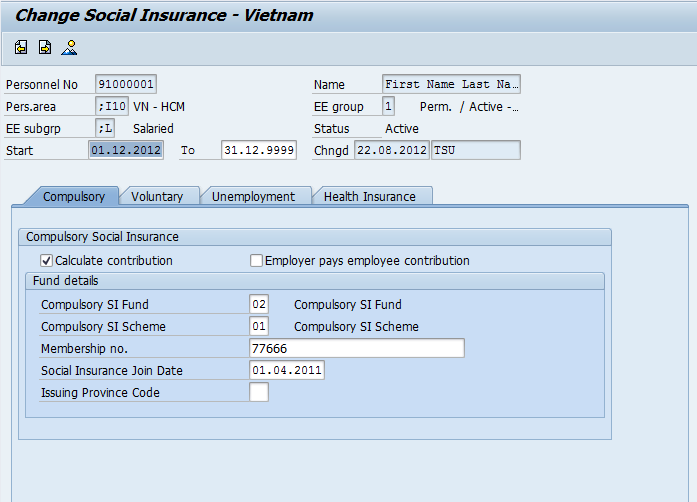 Change Social Insurance - Vietnam
Personnel No 91000001 Name First Name Last Na…
Pers.area ;I10 VN - HCM EE group 1 Perm. / Active -…
EE subgrp ;L Salaried Status Active
Start 01.12.2012 To 31.12.9999 Chngd 22.08.2012 TSU
Compulsory Voluntary Unemployment Health Insurance
Compulsory Social Insurance
Calculate contribution Employer pays employee contribution
Fund details
Compulsory SI Fund 02 Compulsory SI Fund
Compulsory SI Scheme 01 Compulsory SI Scheme
Membership no. 77666
Social Insurance Join Date 01.04.2011
Issuing Province Code